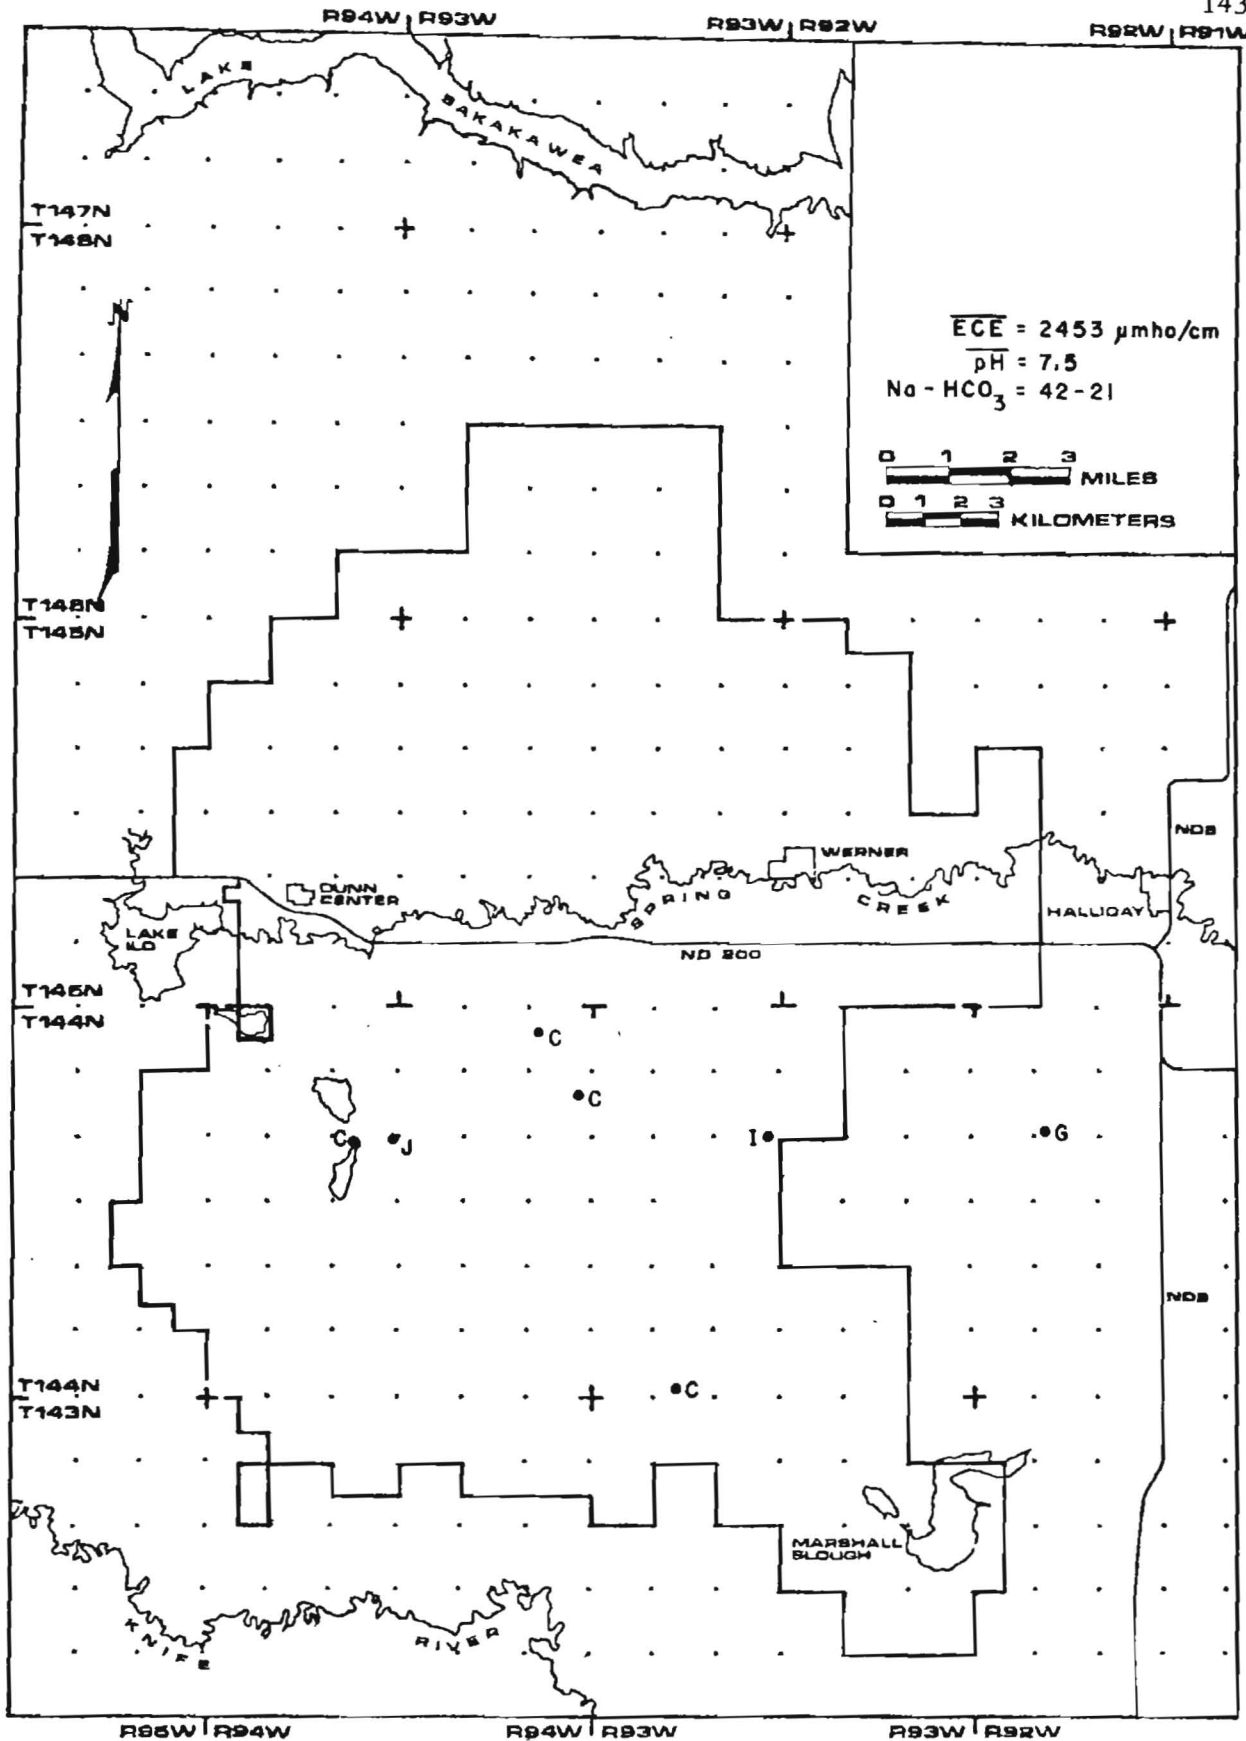 143
R94W R93W
R93W R92W
R92W R91W
LAKE
SAKAKAWEA
T147N
T146N
N
ECE = 2453 µmho/cm
pH = 7.5
Na - HCO3 = 42-21
0 1 2 3
MILES
0 1 2 3
KILOMETERS
T146N
T145N
ND8
WERNER
DUNN
CENTER
SPRING
CREEK
HALLIDAY
LAKE
ILO
ND 200
T145N
T144N
C
C
C
J
I
G
ND8
T144N
T143N
C
MARSHALL
SLOUGH
KNIFE
RIVER
R95W R94W
R94W R93W
R93W R92W